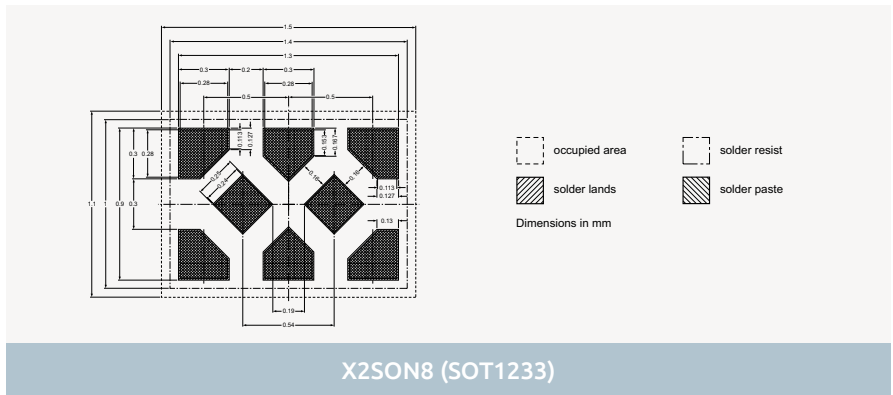 1.5
1.4
1.3
0.3 0.2 0.3
0.28 0.28
0.5 0.5
0.113
0.127
0.153
0.167
0.3 0.28
0.25
0.24
0.16 0.16
0.113
0.127
1.1 1 0.9 0.3
0.13
0.19
0.54
occupied area
solder resist
solder lands
solder paste
Dimensions in mm
X2SON8 (SOT1233)